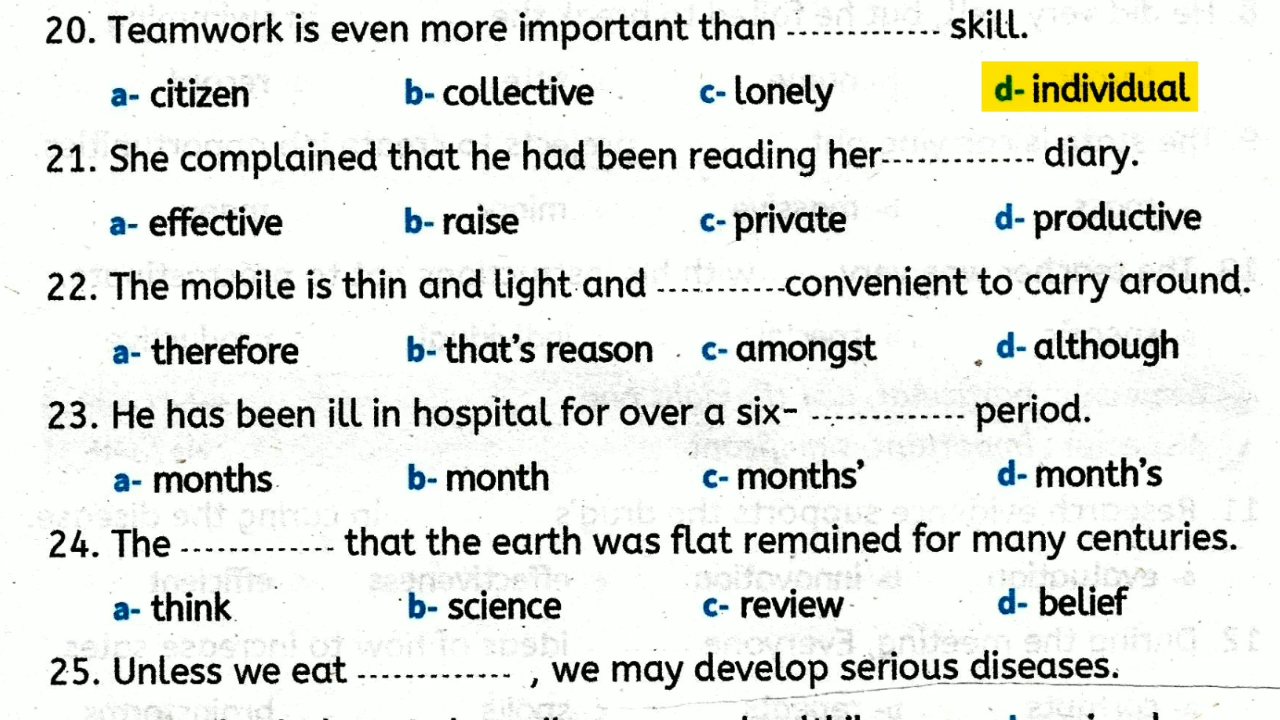 20. Teamwork is even more important than ............. skill.
a- citizen b- collective c- lonely d- individual
21. She complained that he had been reading her............. diary.
a- effective b- raise c- private d- productive
22. The mobile is thin and light and ..........convenient to carry around.
a- therefore b- that's reason c- amongst d- although
23. He has been ill in hospital for over a six- ............. period.
a- months b- month c- months' d- month's
24. The ............. that the earth was flat remained for many centuries.
a- think b- science c- review d- belief
25. Unless we eat ............. , we may develop serious diseases.